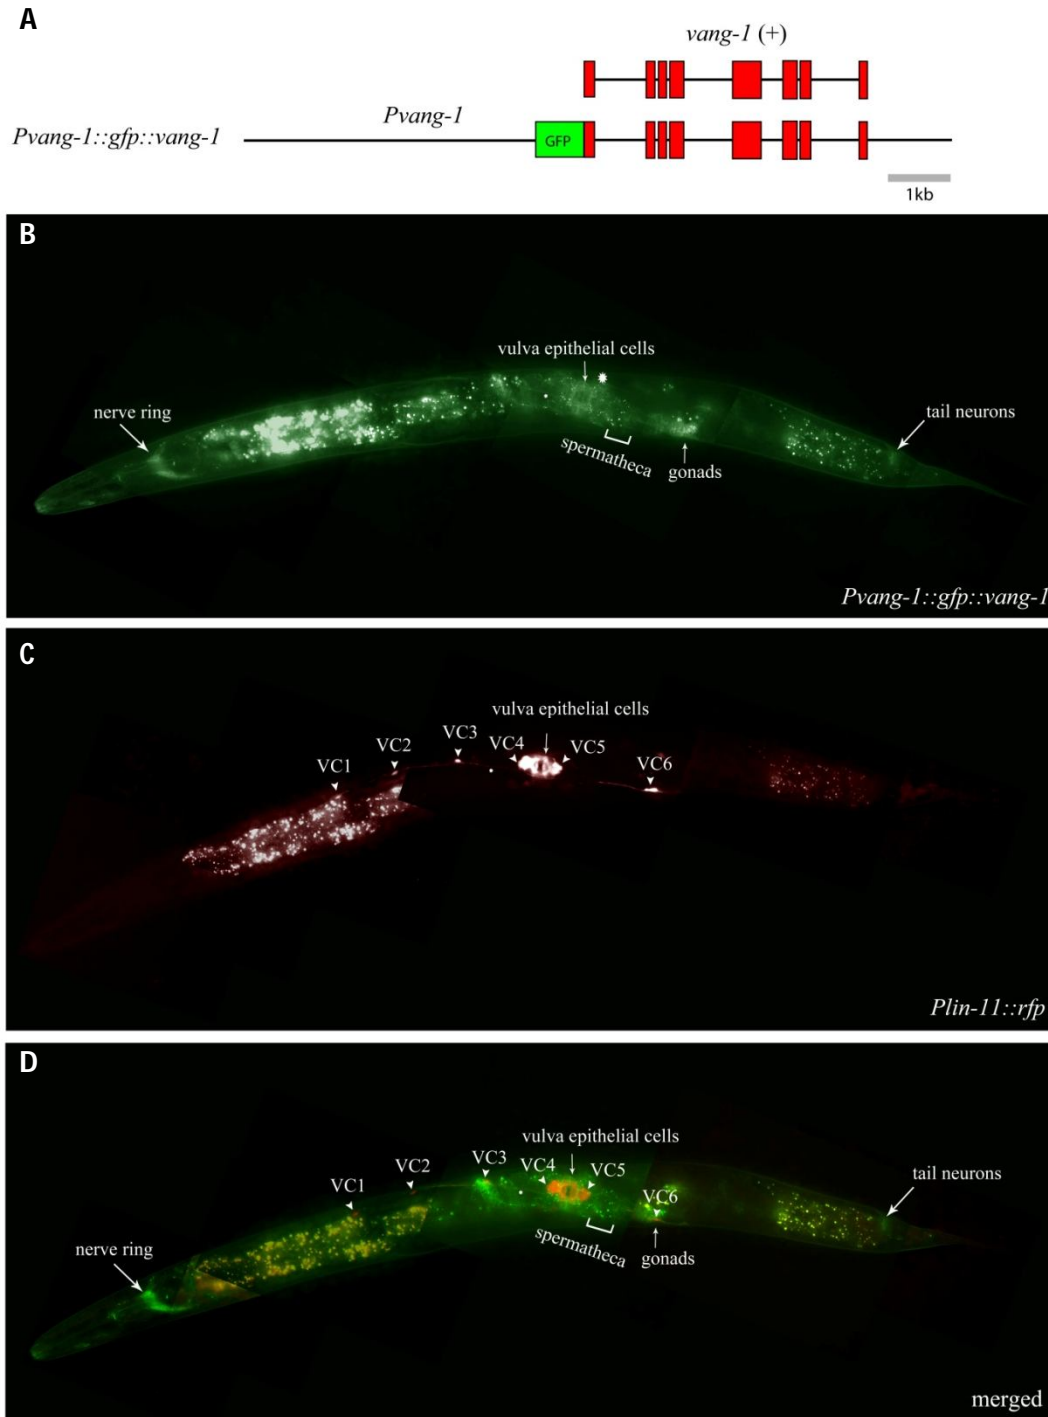 A
vang-1 (+)
Pvang-1
Pvang-1::gfp::vang-1
GFP
1kb
B
vulva epithelial cells
nerve ring
tail neurons
spermatheca
gonads
Pvang-1::gfp::vang-1
C
vulva epithelial cells
VC3
VC4
VC5
VC2
VC6
VC1
Plin-11::rfp
D
vulva epithelial cells
VC3
VC4
VC5
VC2
tail neurons
VC1
VC6
spermatheca
nerve ring
gonads
merged